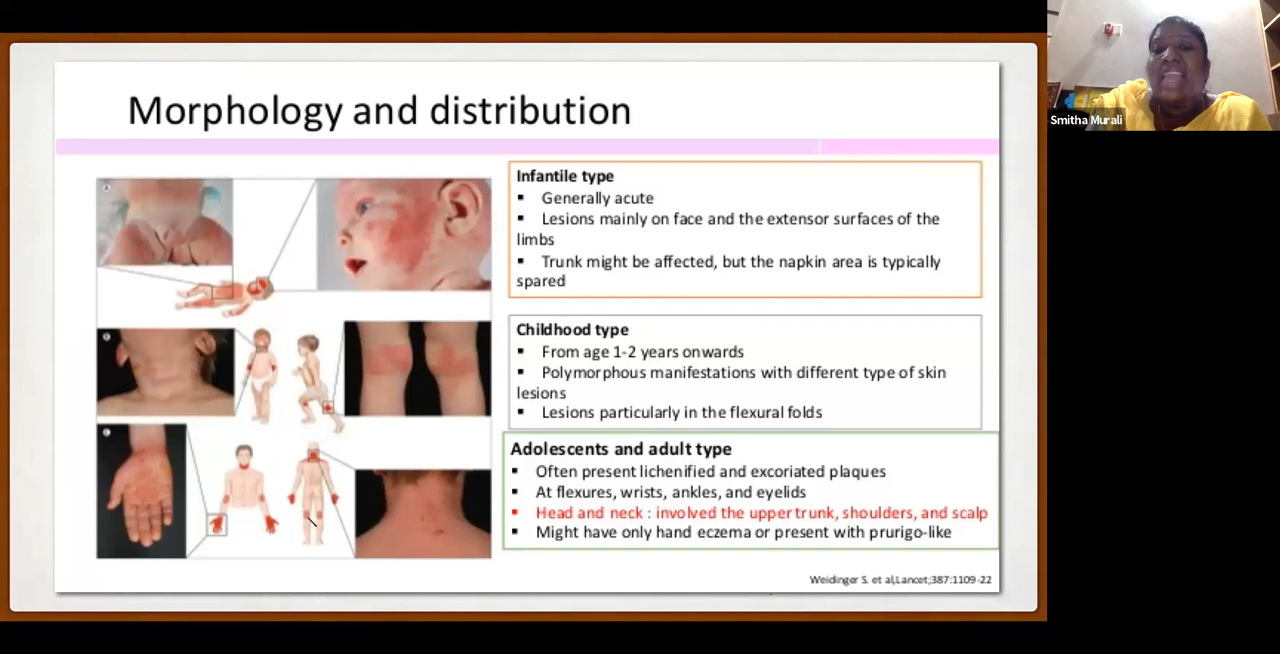 Morphology and distribution
Smitha Murali
Infantile type
▪ Generally acute
▪ Lesions mainly on face and the extensor surfaces of the
limbs
▪ Trunk might be affected, but the napkin area is typically
spared
Childhood type
▪ From age 1-2 years onwards
▪ Polymorphous manifestations with different type of skin
lesions
▪ Lesions particularly in the flexural folds
Adolescents and adult type
▪ Often present lichenified and excoriated plaques
▪ At flexures, wrists, ankles, and eyelids
▪ Head and neck : involved the upper trunk, shoulders, and scalp
▪ Might have only hand eczema or present with prurigo-like
Weidinger S. et al,Lancet;387:1109-22